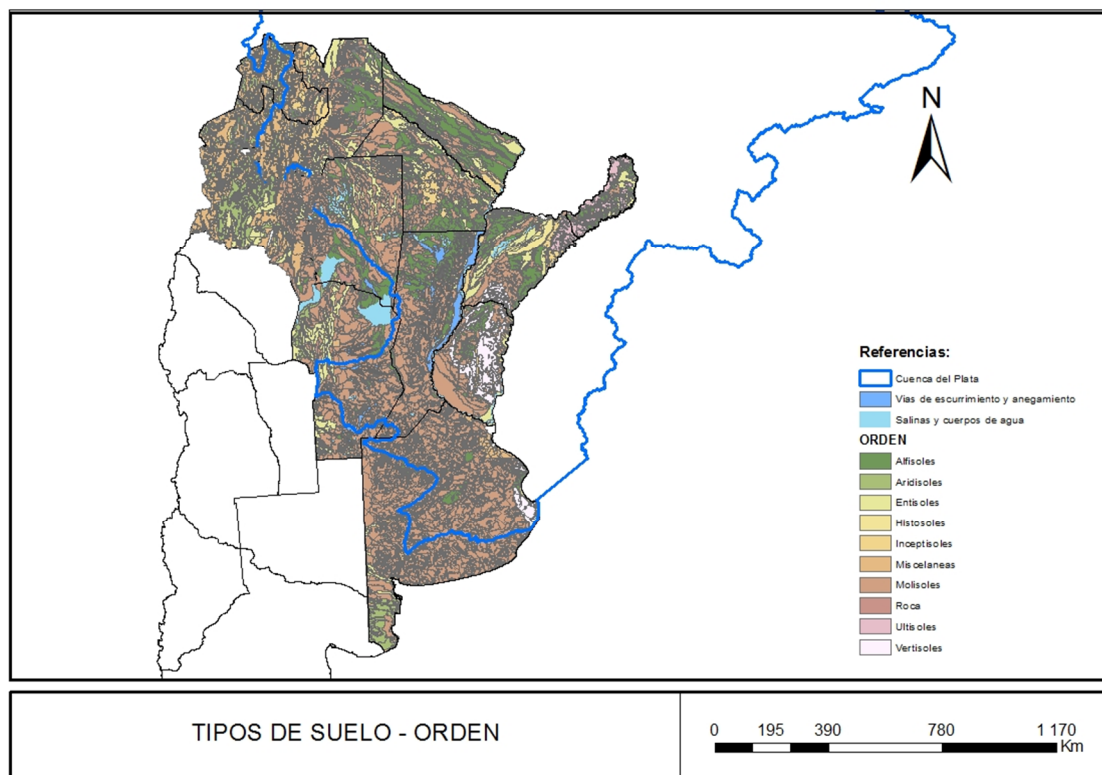 N
Referencias:
Cuenca del Plata
Vías de escurrimiento y anegamiento
Salinas y cuerpos de agua
ORDEN
Alfisoles
Aridisoles
Entisoles
Histosoles
Inceptisoles
Miscelaneas
Molisoles
Roca
Ultisoles
Vertisoles
TIPOS DE SUELO - ORDEN
0 195 390 780 1 170
Km